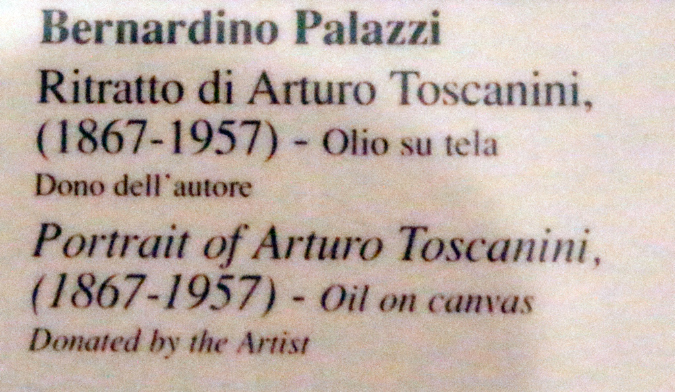 Bernardino Palazzi
Ritratto di Arturo Toscanini,
(1867-1957) - Olio su tela
Dono dell'autore
Portrait of Arturo Toscanini,
(1867-1957) - Oil on canvas
Donated by the Artist